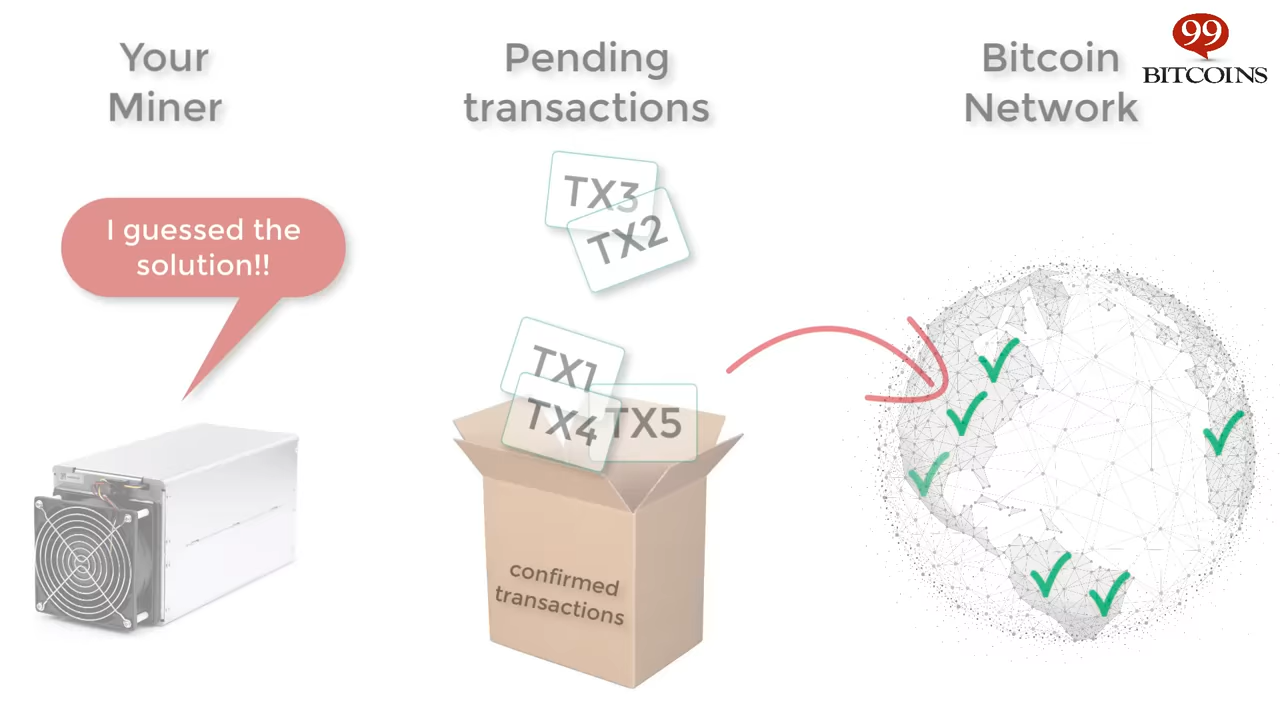 Your
Miner
Pending
transactions
Bitcoin
Network
99
BITCOINS
I guessed the
solution!!
TX3
TX2
TX1
TX4
TX5
confirmed
transactions